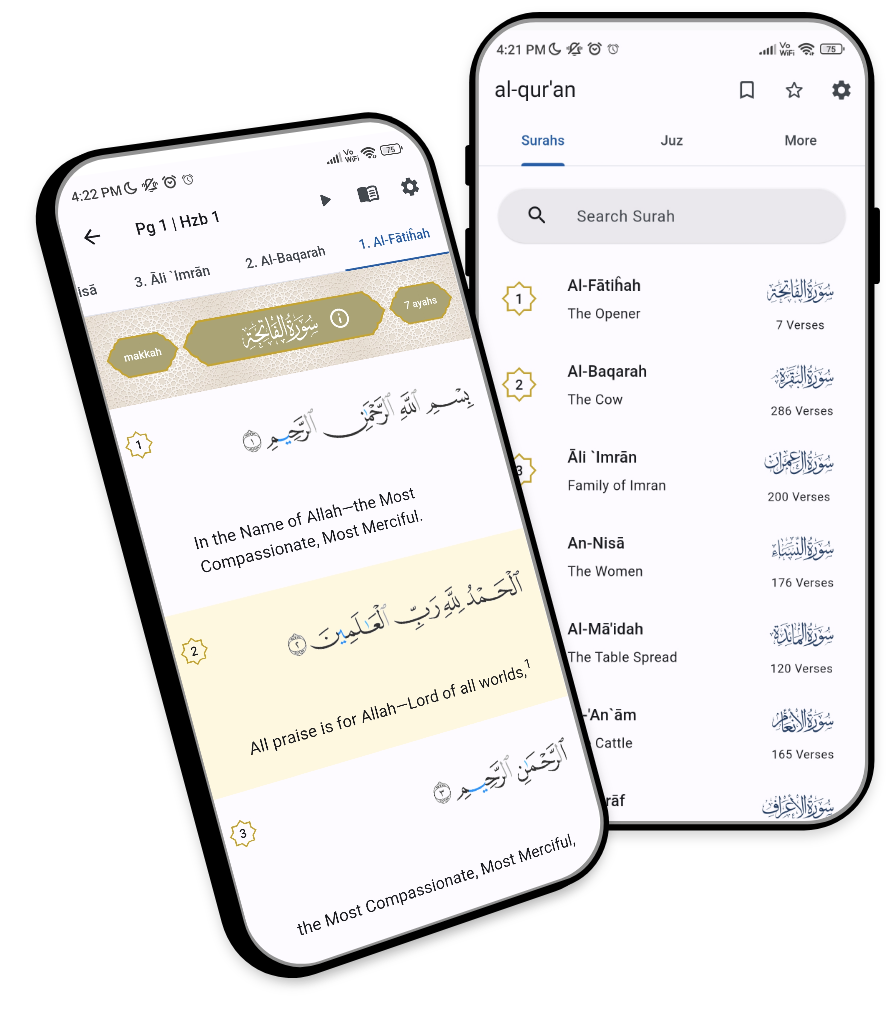 4:22 PM
Vo
WiFi
75
Pg 1 | Hzb 1
isā
3. Āli `Imrān
2. Al-Baqarah
1. Al-Fātiĥah
makkah
سُورَةُ الفَاتِحَة
7 ayahs
1
بِسْمِ ٱللَّهِ ٱلرَّحْمَٰنِ ٱلرَّحِيمِ ١
In the Name of Allah—the Most
Compassionate, Most Merciful.
2
ٱلْحَمْدُ لِلَّهِ رَبِّ ٱلْعَٰلَمِينَ ٢
All praise is for Allah—Lord of all worlds,1
3
ٱلرَّحْمَٰنِ ٱلرَّحِيمِ ٣
the Most Compassionate, Most Merciful,
4:21 PM
Vo
WiFi
75
al-qur'an
Surahs
Juz
More
Search Surah
1
Al-Fātiĥah
The Opener
سُورَةُ الفَاتِحَة
7 Verses
2
Al-Baqarah
The Cow
سُورَةُ البَقَرَة
286 Verses
3
Āli `Imrān
Family of Imran
سُورَةُ آل عِمْرَان
200 Verses
An-Nisā
The Women
سُورَةُ النِّسَاء
176 Verses
Al-Mā'idah
The Table Spread
سُورَةُ المَائدَة
120 Verses
-'An`ām
Cattle
سُورَةُ الأَنْعَام
165 Verses
rāf
سُورَةُ الأَعْرَاف